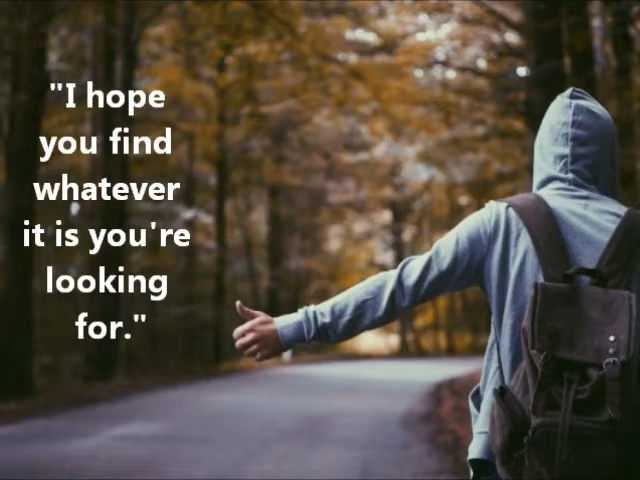 "I hope
you find
whatever
it is you're
looking
for."